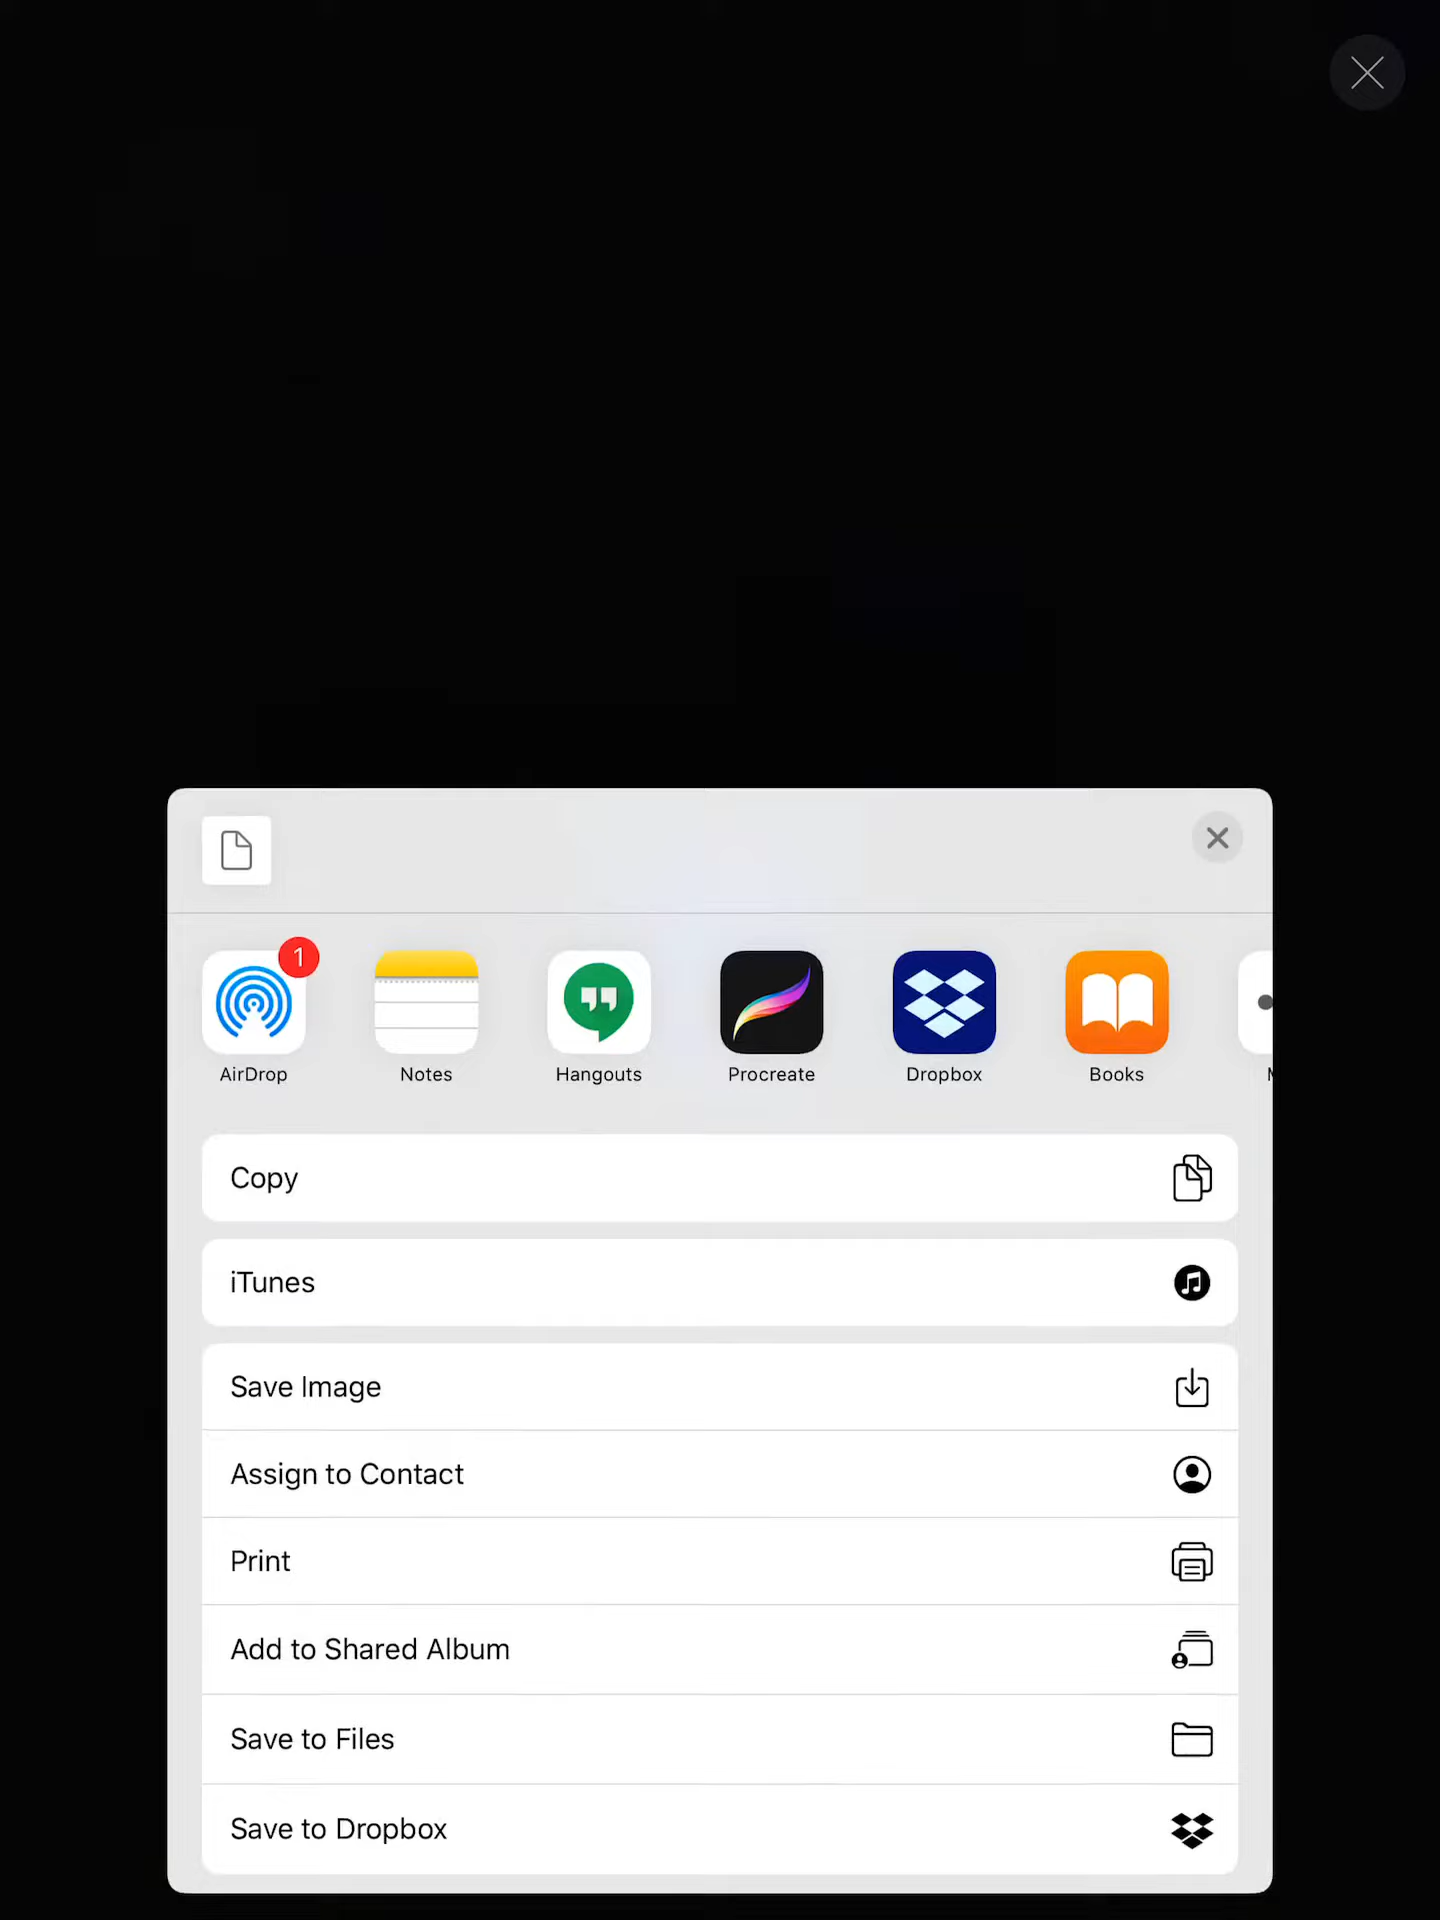 1
AirDrop
Notes
Hangouts
Procreate
Dropbox
Books
Copy
iTunes
Save Image
Assign to Contact
Print
Add to Shared Album
Save to Files
Save to Dropbox